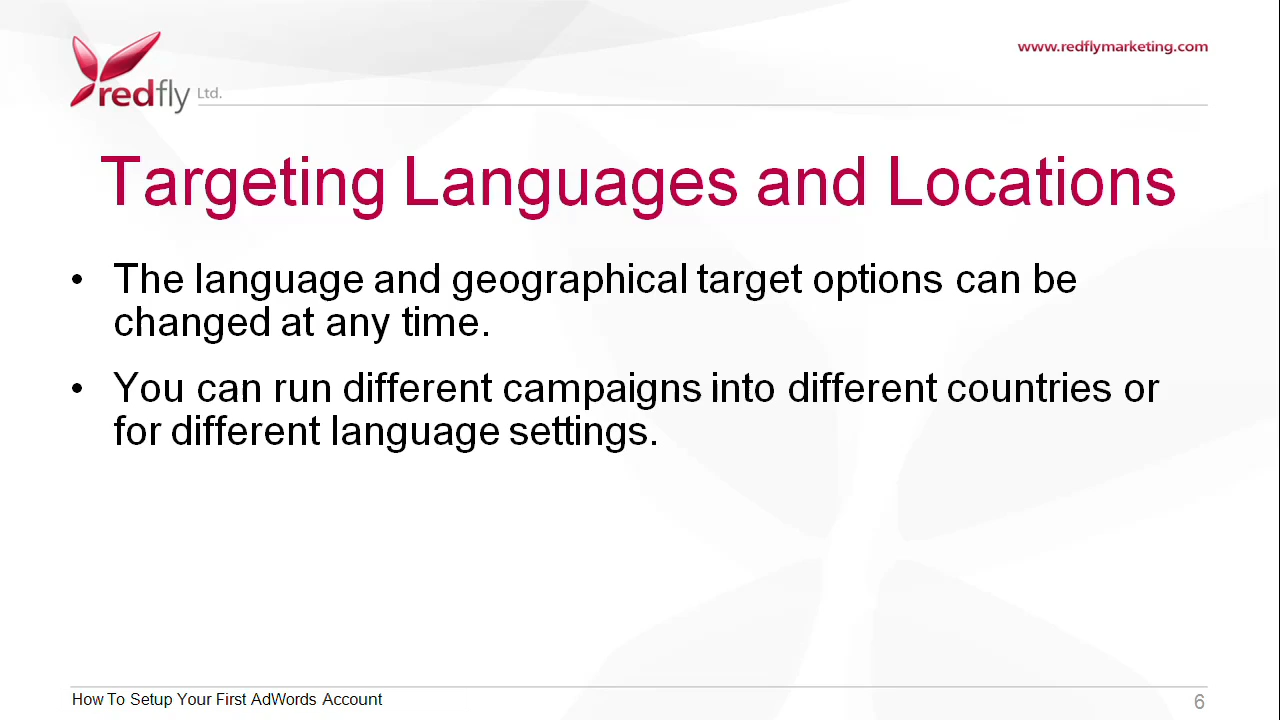 redfly Ltd.
www.redflymarketing.com
Targeting Languages and Locations
• The language and geographical target options can be
changed at any time.
• You can run different campaigns into different countries or
for different language settings.
How To Setup Your First AdWords Account
6